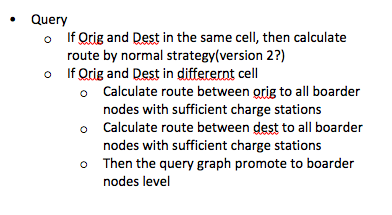 • Query
o If Orig and Dest in the same cell, then calculate
route by normal strategy(version 2?)
o If Orig and Dest in differernt cell
o Calculate route between orig to all boarder
nodes with sufficient charge stations
o Calculate route between dest to all boarder
nodes with sufficient charge stations
o Then the query graph promote to boarder
nodes level